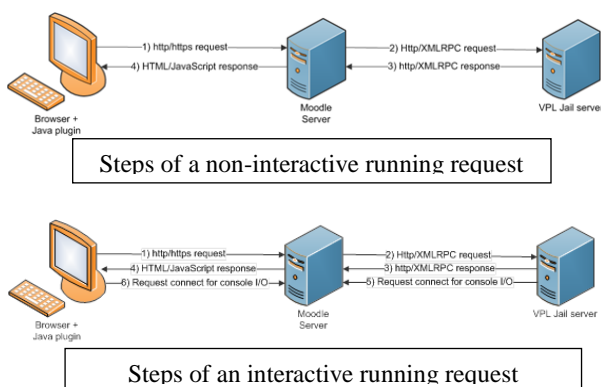 1) http/https request
2) Http/XMLRPC request
4) HTML/JavaScript response
3) http/XMLRPC response
Browser +
Java plugin
Moodle
Server
VPL Jail server
Steps of a non-interactive running request
1) http/https request
2) Http/XMLRPC request
4) HTML/JavaScript response
3) http/XMLRPC response
6) Request connect for console I/O
5) Request connect for console I/O
Browser +
Java plugin
Moodle
Server
VPL Jail server
Steps of an interactive running request